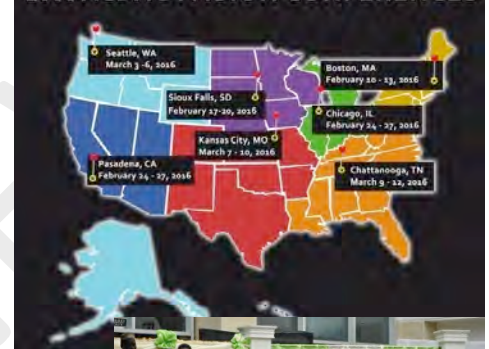 Seattle, WA
March 3 -6, 2016
Boston, MA
February 10 - 13, 2016
Sioux Falls, SD
February 17-20, 2016
Chicago, IL
February 24 - 27, 2016
Kansas City, MO
March 7 - 10, 2016
Pasadena, CA
February 24 - 27, 2016
Chattanooga, TN
March 9 - 12, 2016